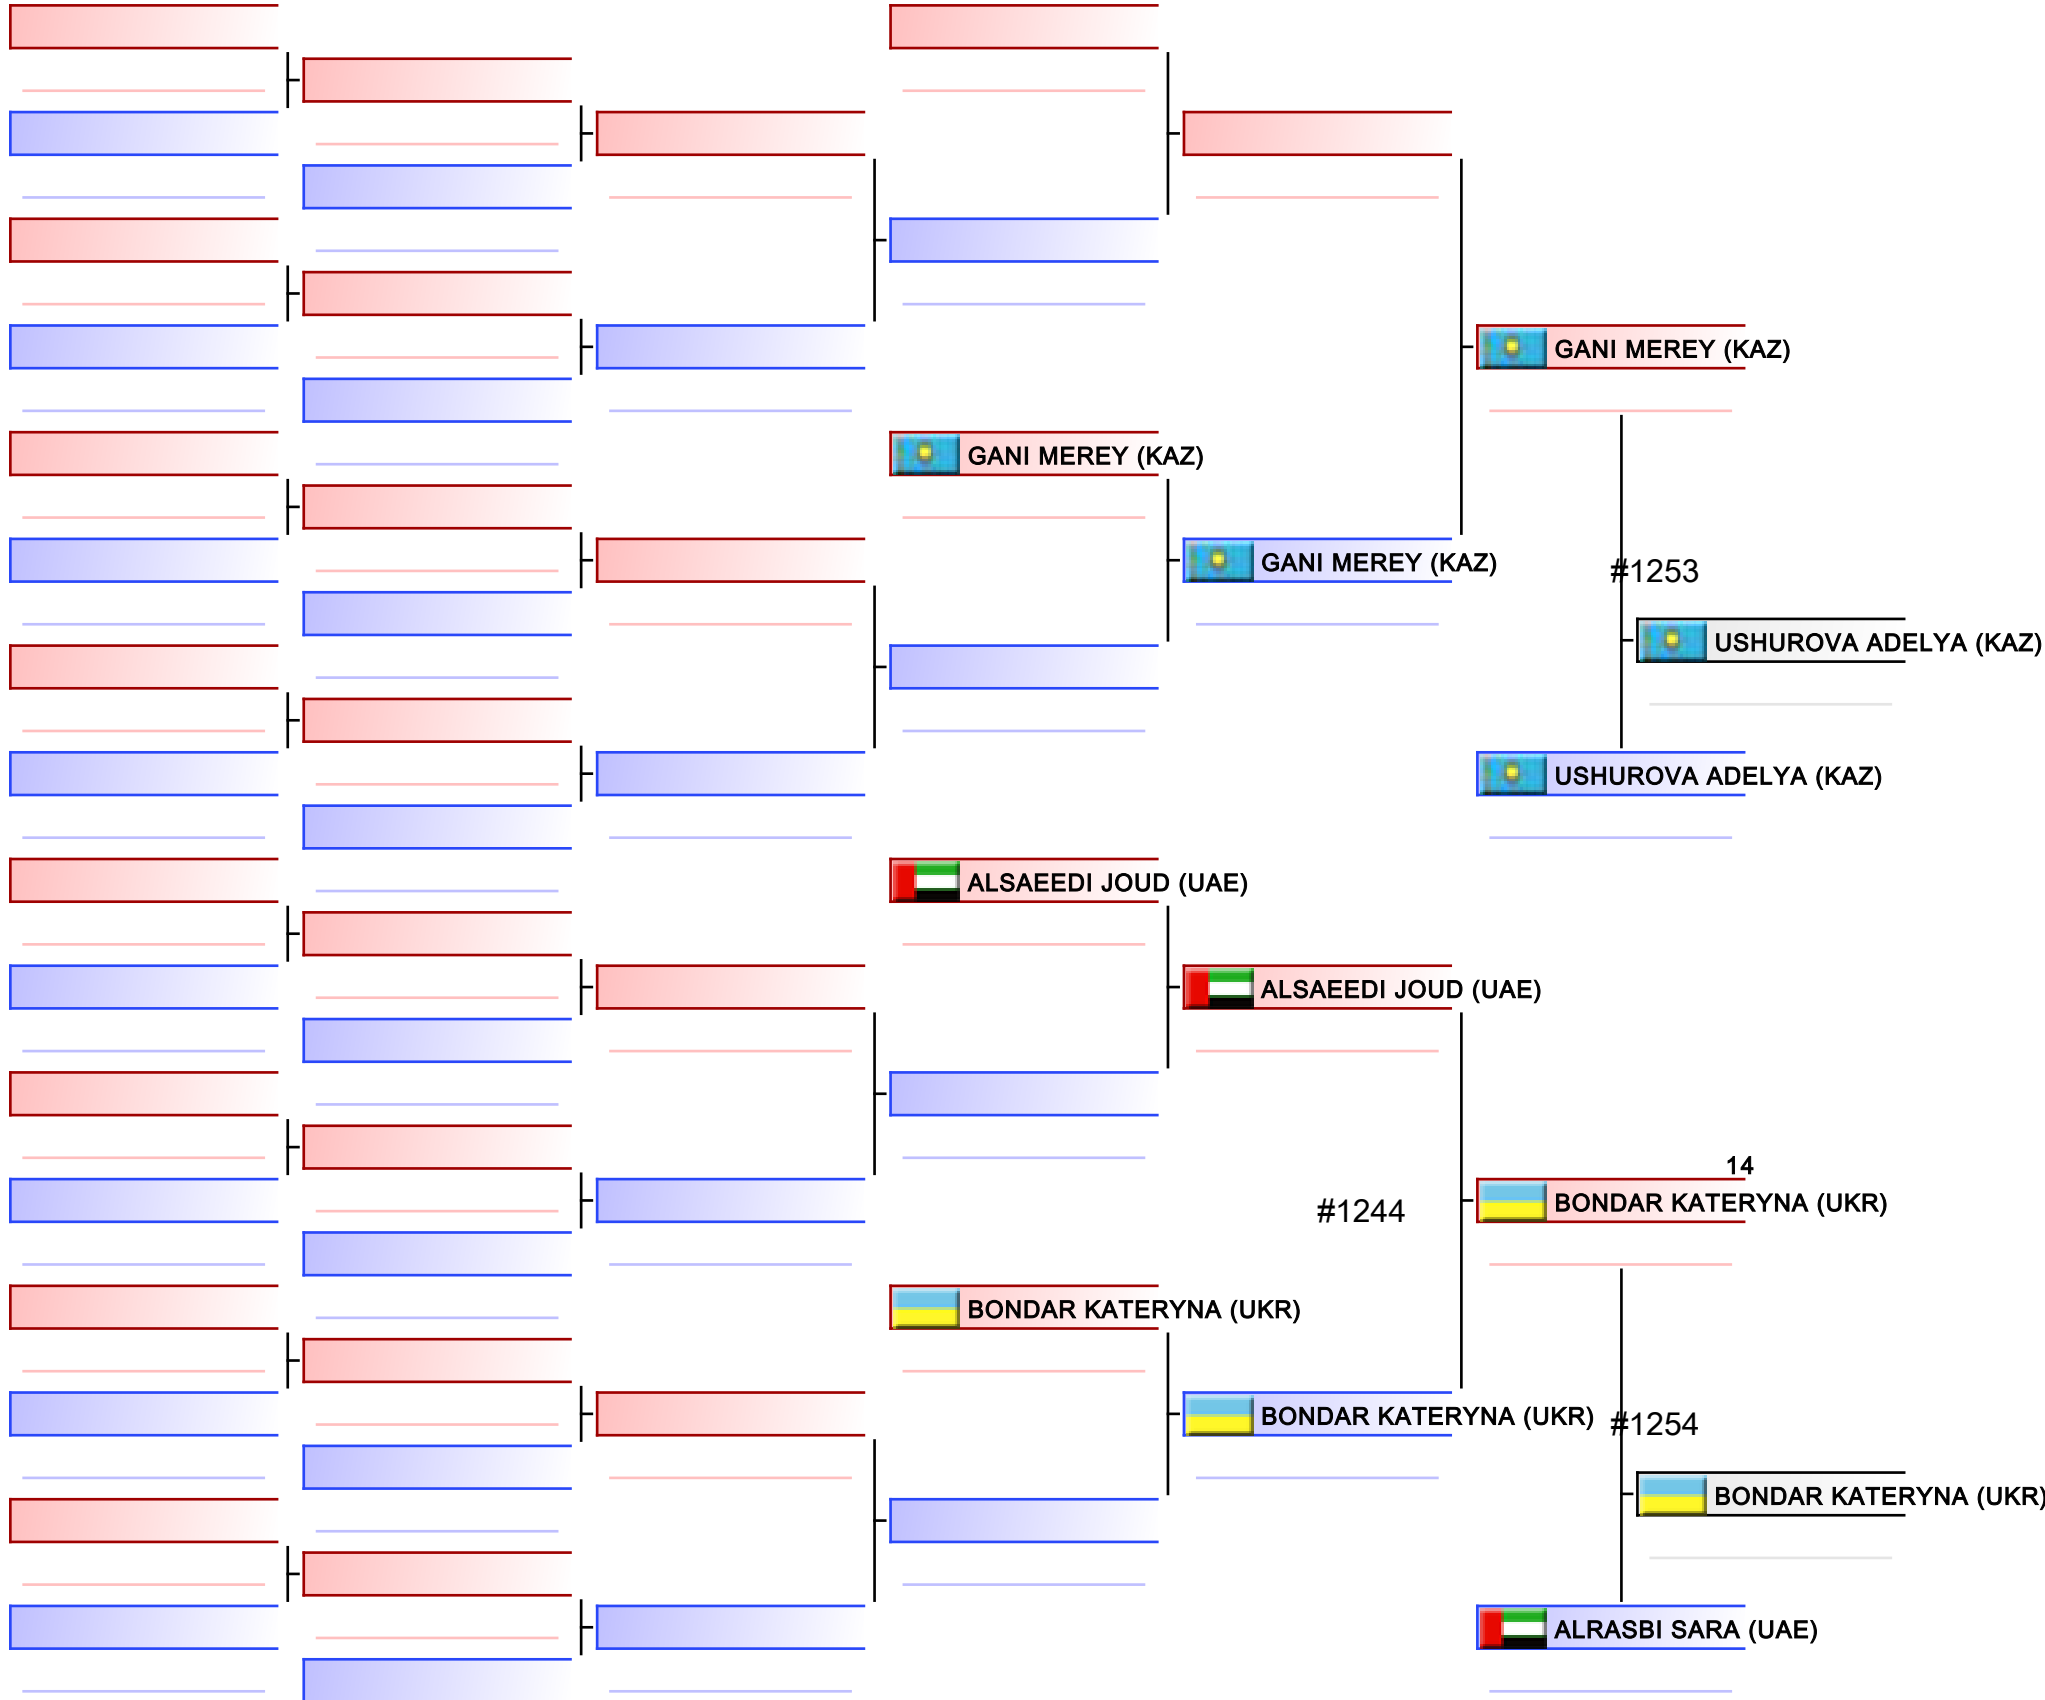 GANI MEREY (KAZ)
GANI MEREY (KAZ)
GANI MEREY (KAZ)
#1253
USHUROVA ADELYA (KAZ)
USHUROVA ADELYA (KAZ)
ALSAEEDI JOUD (UAE)
ALSAEEDI JOUD (UAE)
14
BONDAR KATERYNA (UKR)
#1244
BONDAR KATERYNA (UKR)
BONDAR KATERYNA (UKR)
#1254
BONDAR KATERYNA (UKR)
ALRASBI SARA (UAE)